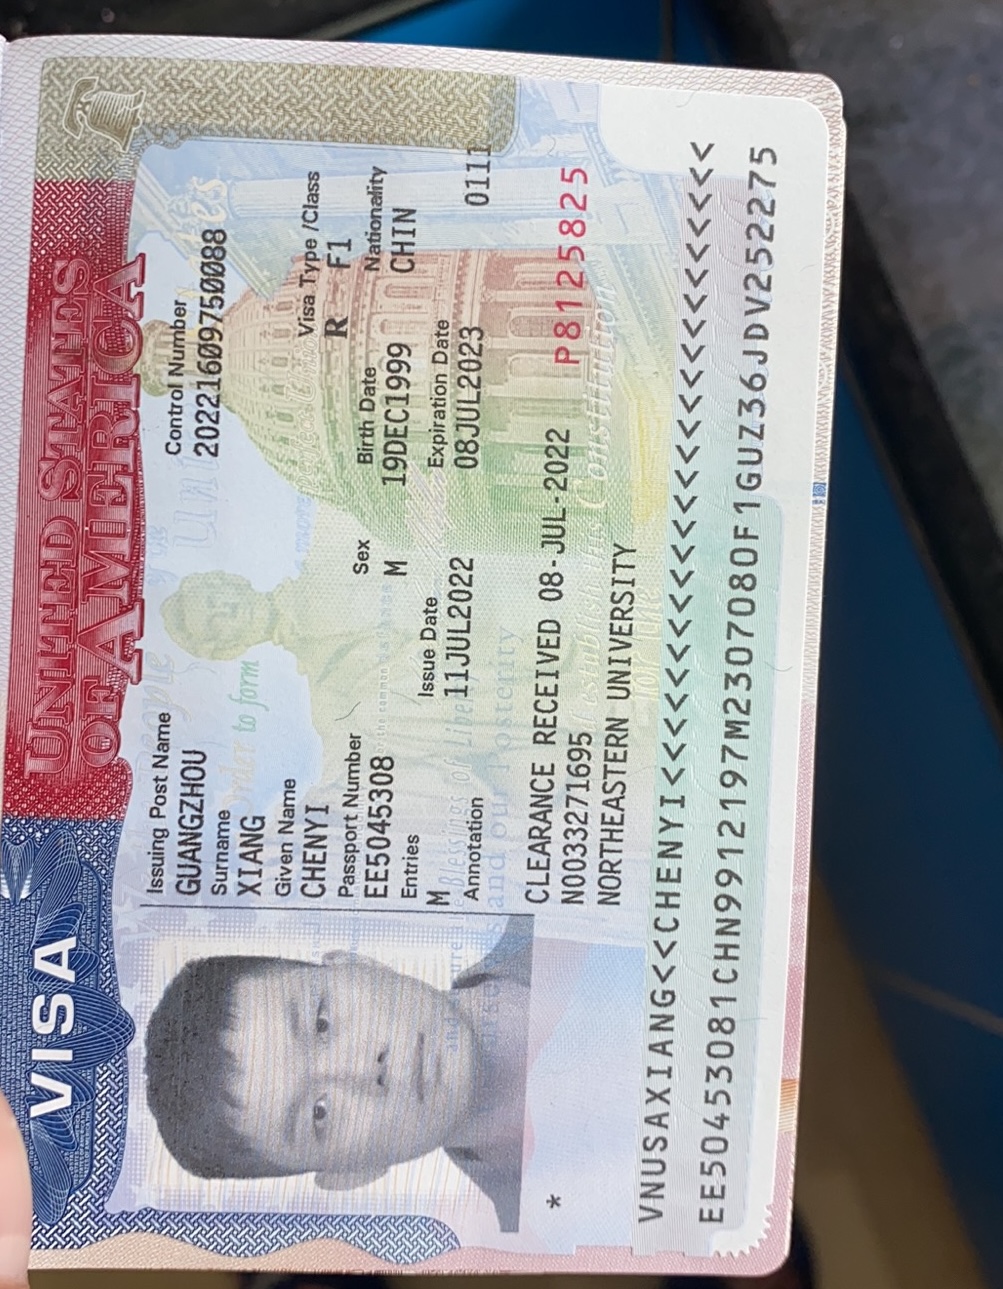 VISA
UNITED STATES
OF AMERICA
Issuing Post Name
GUANGZHOU
Control Number
20221609750088
Surname
XIANG
Given Name
CHENYI
Visa Type /Class
R F1
Passport Number
EE5045308
Sex
M
Birth Date
19DEC1999
Nationality
CHIN
Entries
M
Issue Date
11JUL2022
Expiration Date
08JUL2023
0111
Annotation
CLEARANCE RECEIVED 08-JUL-2022
P8125825
N0033271695
NORTHEASTERN UNIVERSITY
*
VNUSAXIANG<<CHENYI<<<<<<<<<<<<<<<<<<<<<<<<<<
EE50453081CHN9912197M2307080F1GUZ36JDV252275